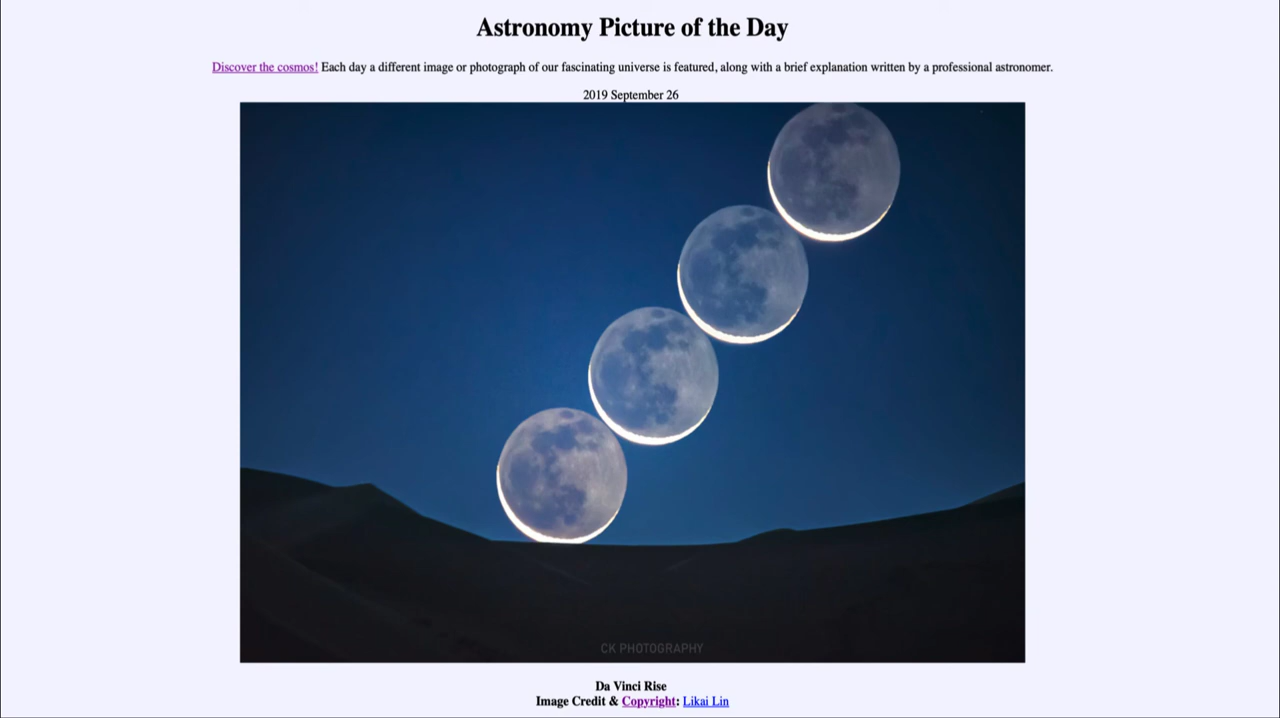 Astronomy Picture of the Day
Discover the cosmos! Each day a different image or photograph of our fascinating universe is featured, along with a brief explanation written by a professional astronomer.
2019 September 26
CK PHOTOGRAPHY
Da Vinci Rise
Image Credit & Copyright: Likai Lin